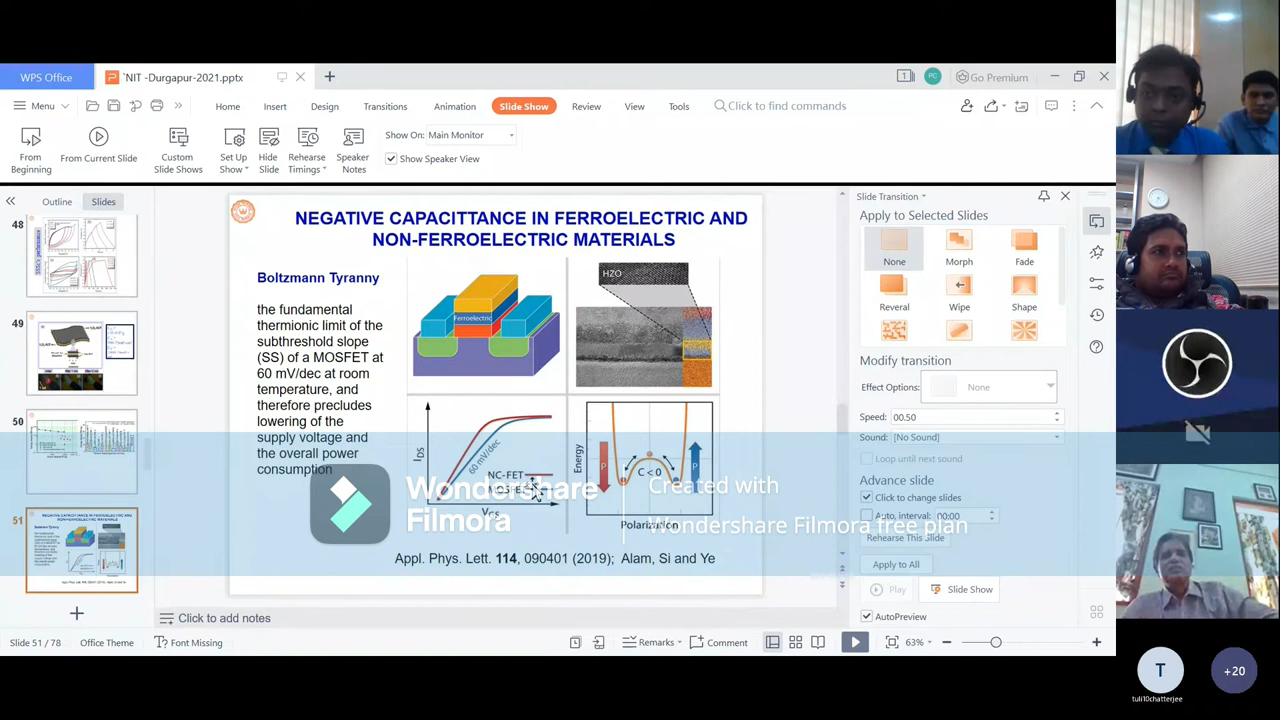 WPS Office
`NIT -Durgapur-2021.pptx
Go Premium
Menu
Home
Insert
Design
Transitions
Animation
Slide Show
Review
View
Tools
Click to find commands
From
Beginning
From Current Slide
Custom
Slide Shows
Set Up
Show
Hide
Slide
Rehearse
Timings
Speaker
Notes
Show On: Main Monitor
Show Speaker View
Outline
Slides
48
49
50
51
NEGATIVE CAPACITTANCE IN FERROELECTRIC AND
NON-FERROELECTRIC MATERIALS
Boltzmann Tyranny
the fundamental
thermionic limit of the
subthreshold slope
(SS) of a MOSFET at
60 mV/dec at room
temperature, and
therefore precludes
lowering of the
supply voltage and
the overall power
consumption
Ferroelectric
HZO
IDS
60 mV/dec
NC-FET
MOSFET
VGS
Energy
P
C < 0
P
Polarization
Appl. Phys. Lett. 114, 090401 (2019); Alam, Si and Ye
Wondershare
Filmora
Created with
Wondershare Filmora free plan
Slide Transition
Apply to Selected Slides
None
Morph
Fade
Reveral
Wipe
Shape
Modify transition
Effect Options:
None
Speed: 00.50
Sound: [No Sound]
Loop until next sound
Advance slide
Click to change slides
Auto, interval: 00:00
Rehearse This Slide
Apply to All
Play
Slide Show
AutoPreview
Click to add notes
Slide 51 / 78
Office Theme
Font Missing
Remarks
Comment
63%
T
tuli10chatterjee
+20